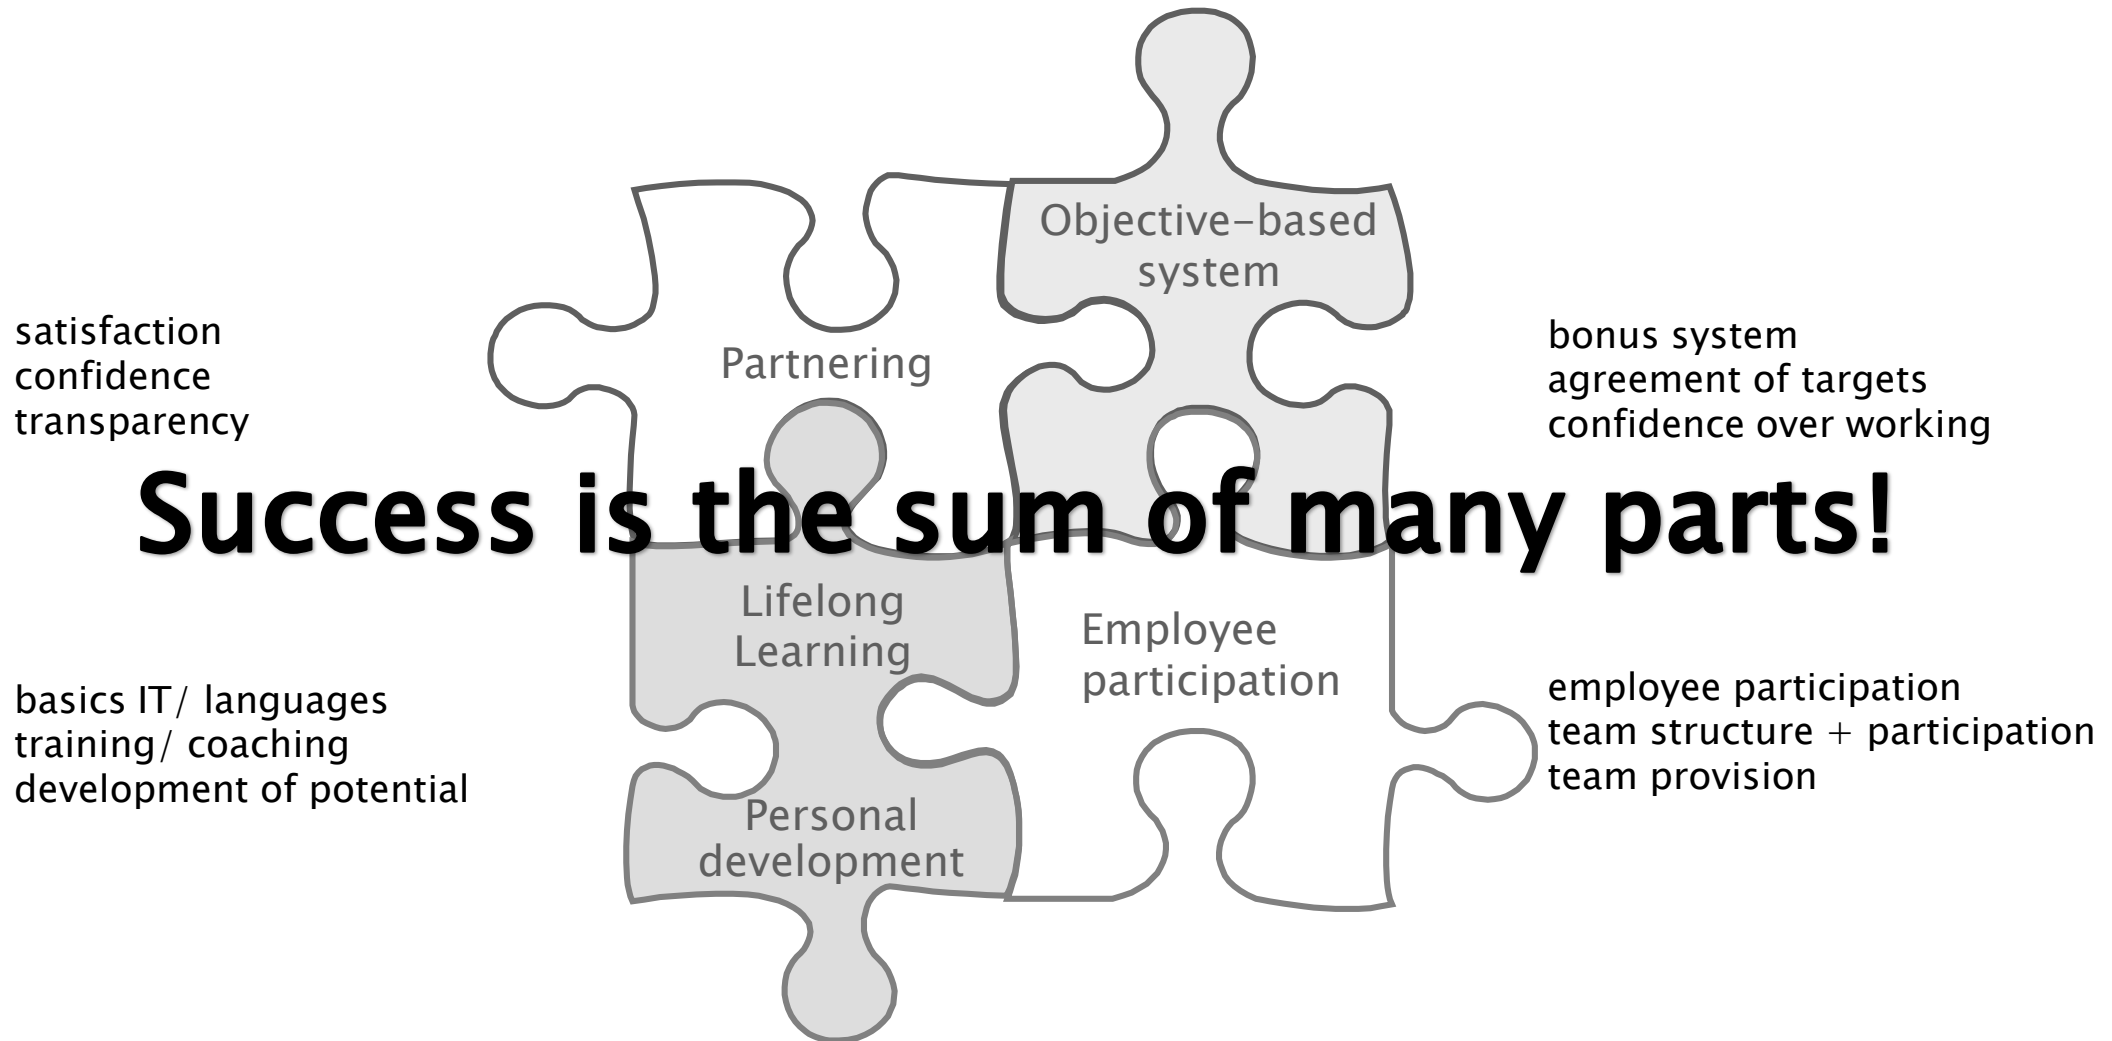 Objective-based
system
satisfaction
confidence
transparency
Partnering
bonus system
agreement of targets
confidence over working
Success is the sum of many parts!
Lifelong
Learning
Employee
participation
basics IT/ languages
training/ coaching
development of potential
employee participation
team structure + participation
team provision
Personal
development